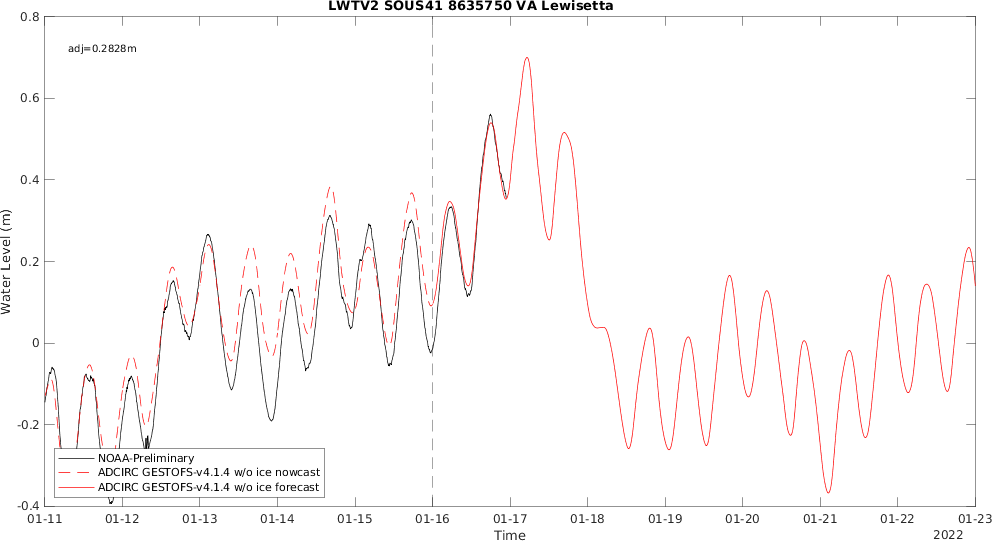 LWTV2 SOUS41 8635750 VA Lewisetta
adj=0.2828m
Water Level (m)
0.8
0.6
0.4
0.2
0
-0.2
-0.4
NOAA-Preliminary
ADCIRC GESTOFS-v4.1.4 w/o ice nowcast
ADCIRC GESTOFS-v4.1.4 w/o ice forecast
01-11 01-12 01-13 01-14 01-15 01-16 01-17 01-18 01-19 01-20 01-21 01-22 01-23
Time
2022